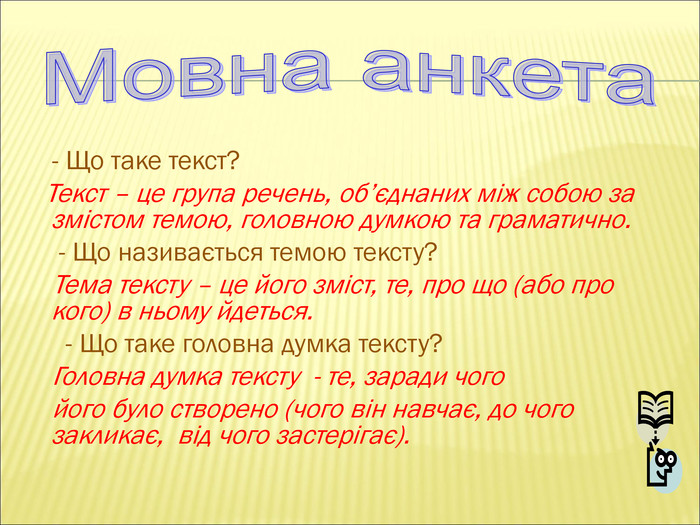 Мовна анкета
- Що таке текст?
Текст – це група речень, об’єднаних між собою за
змістом темою, головною думкою та граматично.
- Що називається темою тексту?
Тема тексту – це його зміст, те, про що (або про
кого) в ньому йдеться.
- Що таке головна думка тексту?
Головна думка тексту - те, заради чого
його було створено (чого він навчає, до чого
закликає, від чого застерігає).